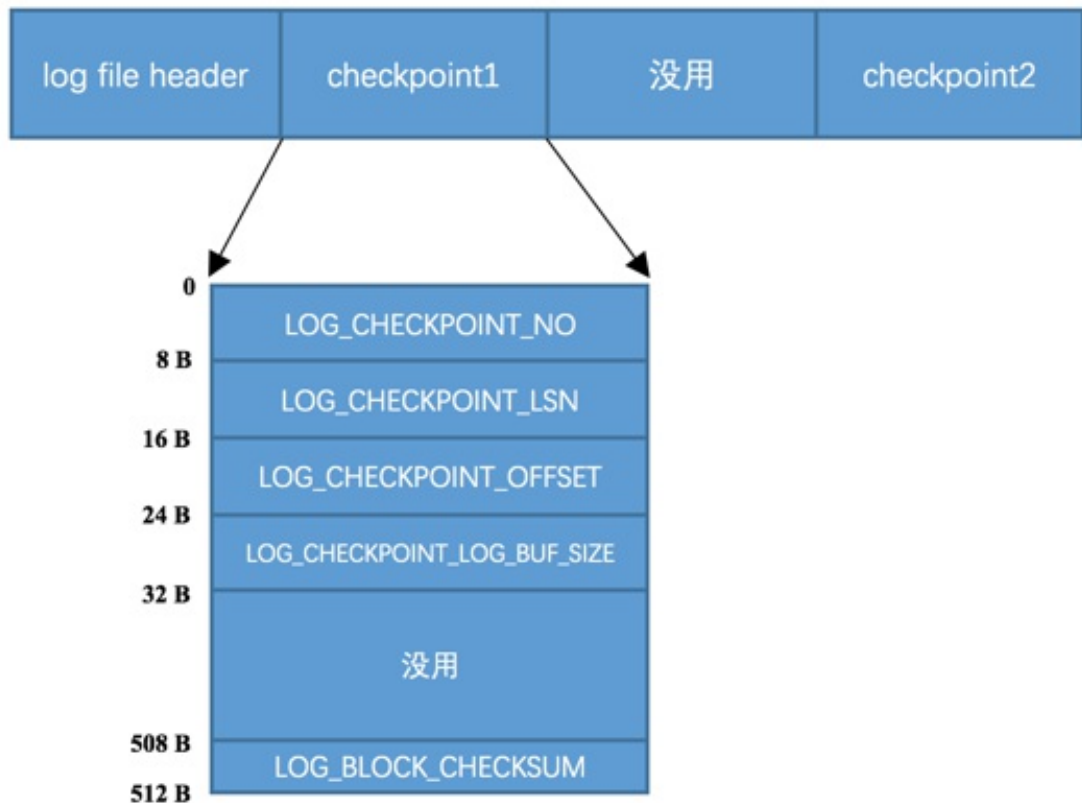 log file header
checkpoint1
没用
checkpoint2
0
LOG_CHECKPOINT_NO
8 B
LOG_CHECKPOINT_LSN
16 B
LOG_CHECKPOINT_OFFSET
24 B
LOG_CHECKPOINT_LOG_BUF_SIZE
32 B
没用
508 B
LOG_BLOCK_CHECKSUM
512 B